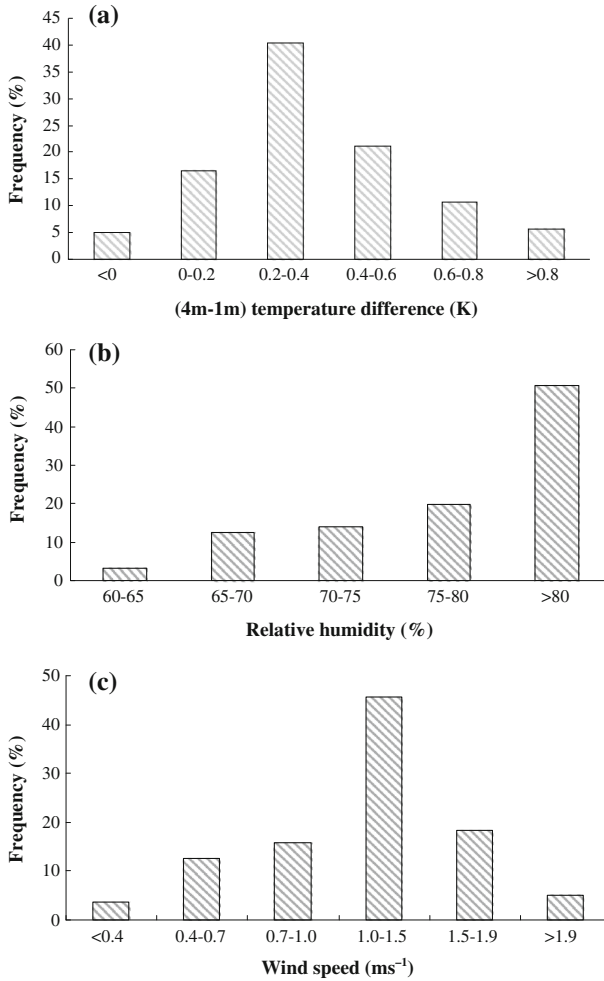 (a)
Frequency (%)
45
40
35
30
25
20
15
10
5
0
<0 0-0.2 0.2-0.4 0.4-0.6 0.6-0.8 >0.8
(4m-1m) temperature difference (K)
(b)
Frequency (%)
60
50
40
30
20
10
0
60-65 65-70 70-75 75-80 >80
Relative humidity (%)
(c)
Frequency (%)
50
40
30
20
10
0
<0.4 0.4-0.7 0.7-1.0 1.0-1.5 1.5-1.9 >1.9
Wind speed (ms⁻¹)